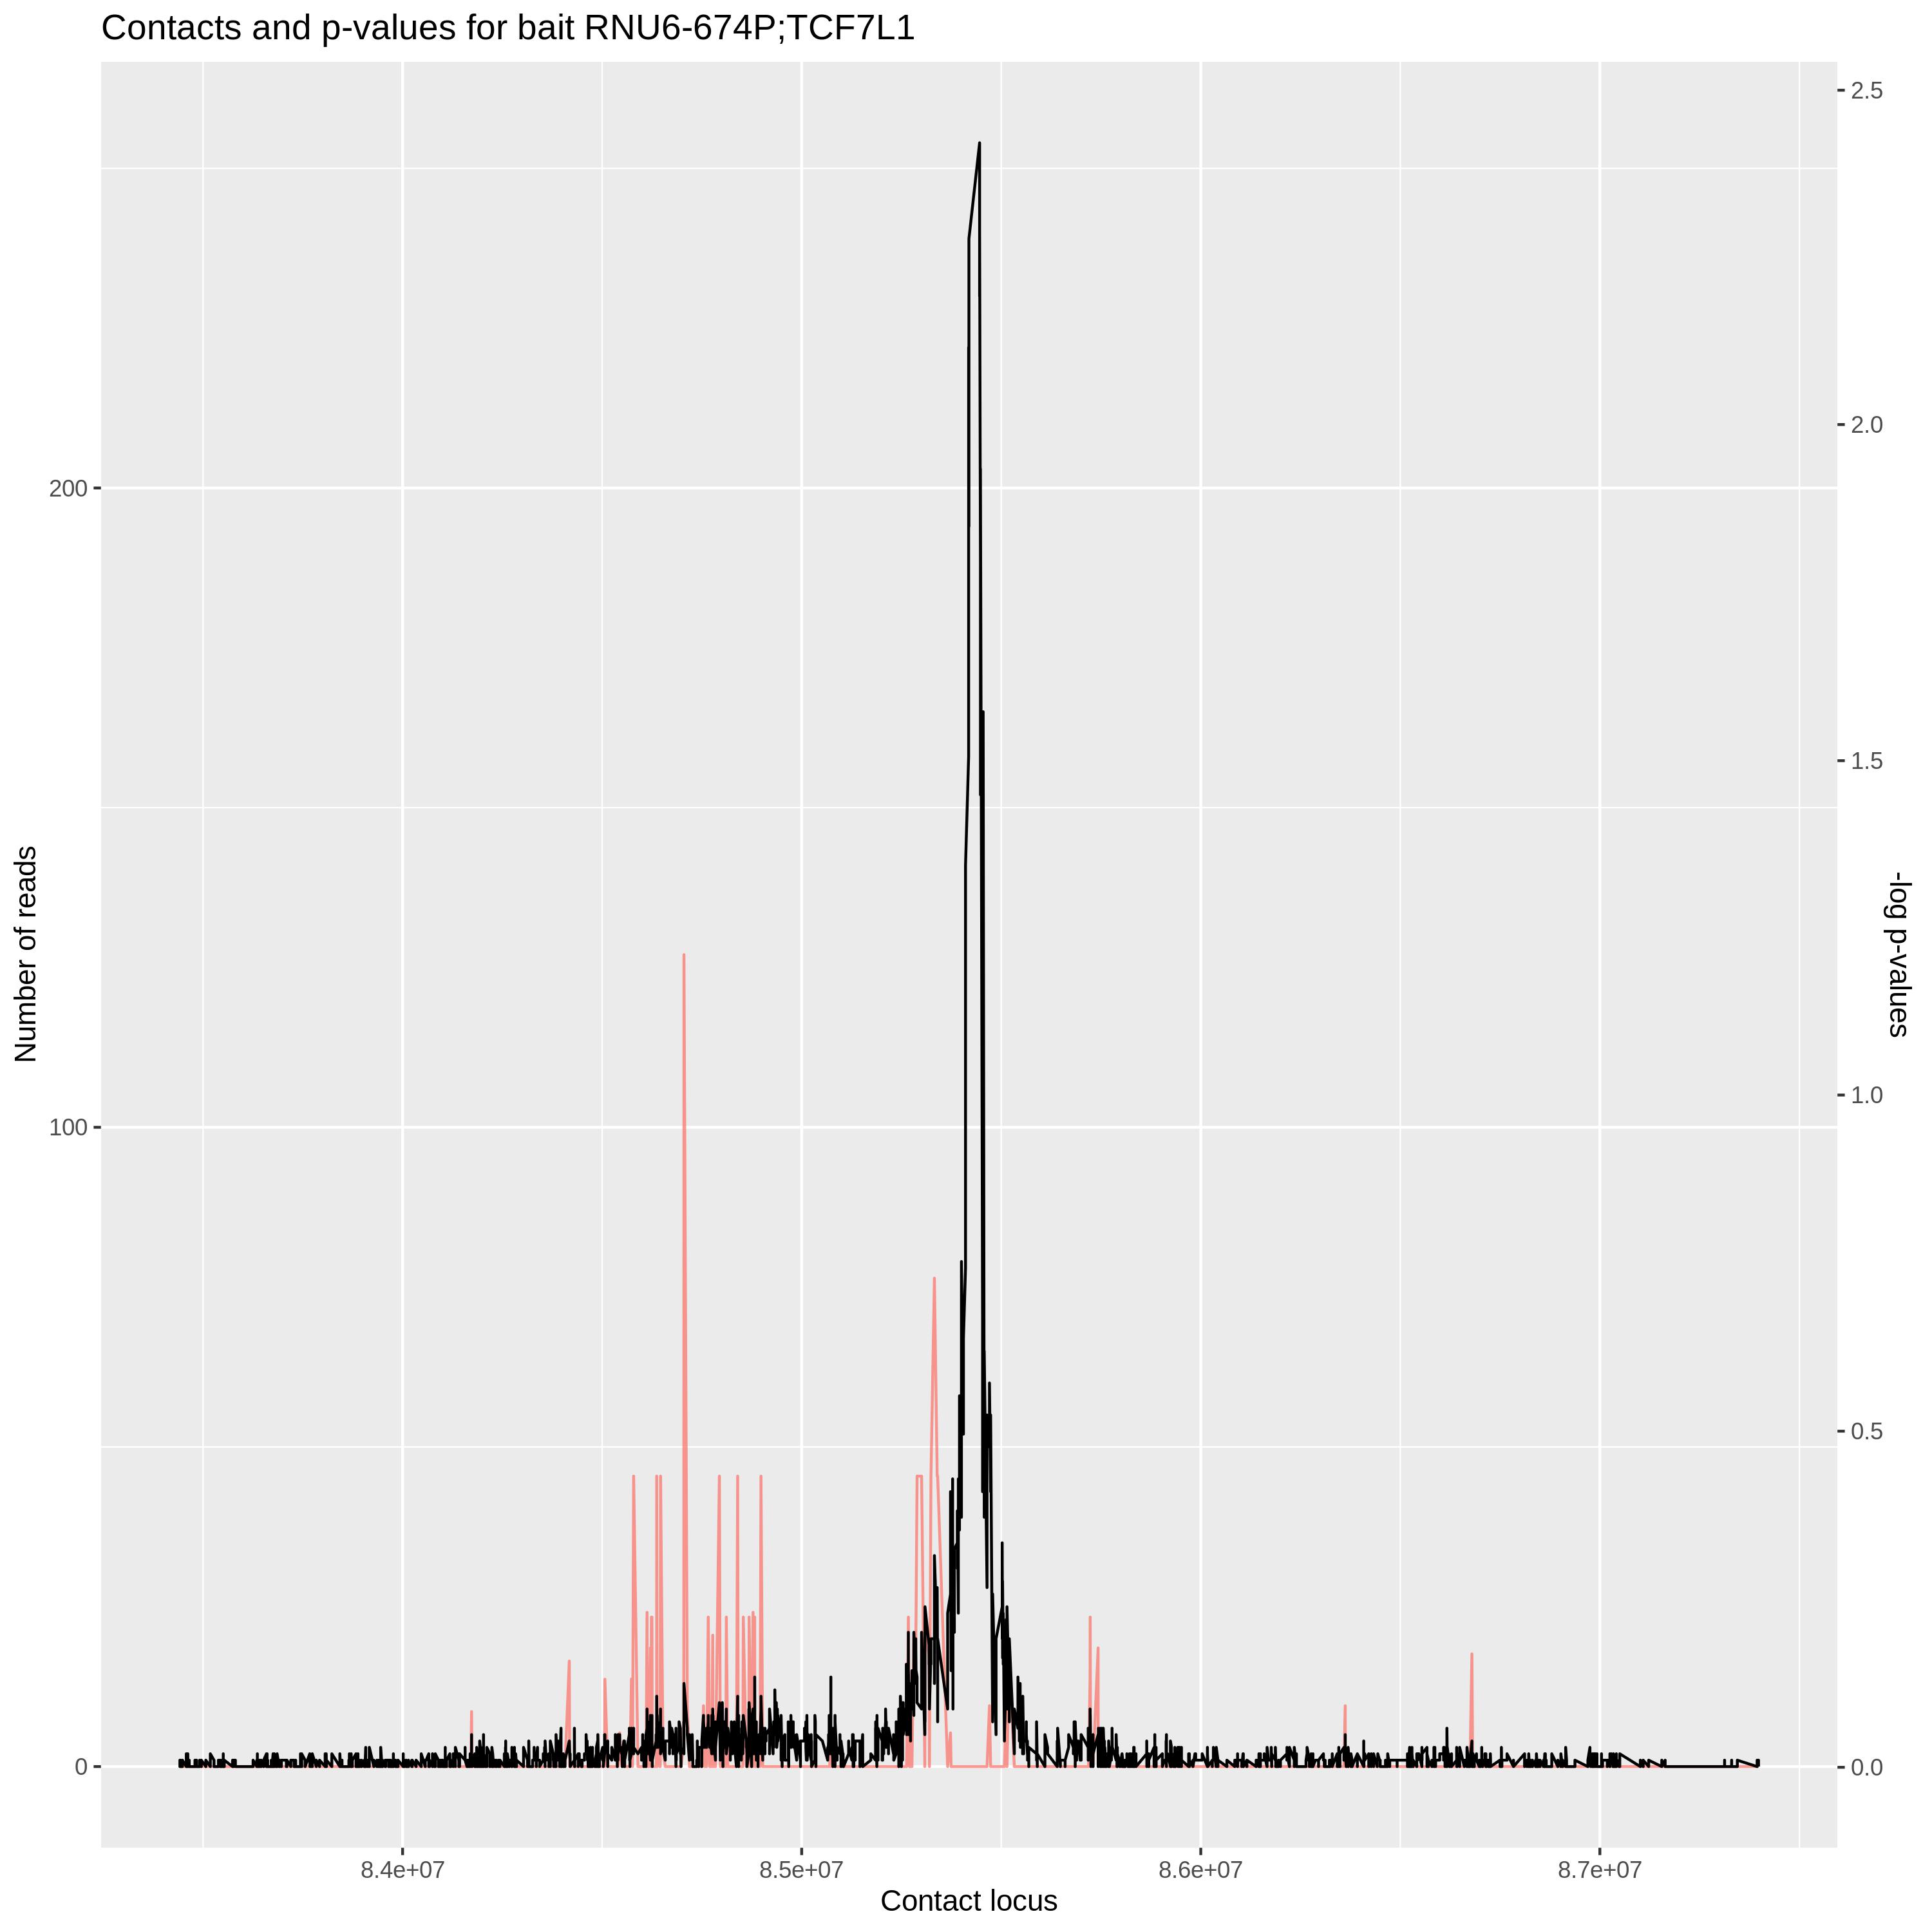 Contacts and p-values for bait RNU6-674P;TCF7L1
2.5
2.0
200
1.5
Number of reads
-log p-values
1.0
100
0.5
0
0.0
8.4e+07
8.5e+07
8.6e+07
8.7e+07
Contact locus